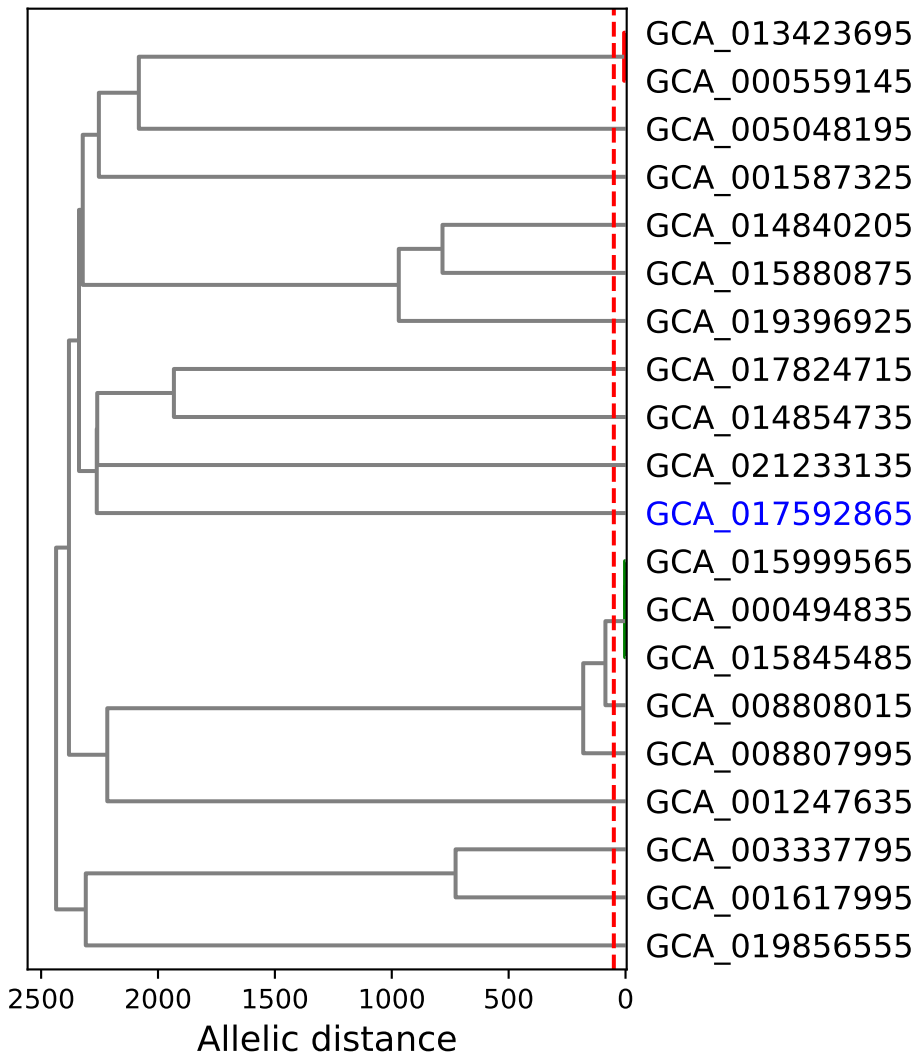 GCA_013423695
GCA_000559145
GCA_005048195
GCA_001587325
GCA_014840205
GCA_015880875
GCA_019396925
GCA_017824715
GCA_014854735
GCA_021233135
GCA_017592865
GCA_015999565
GCA_000494835
GCA_015845485
GCA_008808015
GCA_008807995
GCA_001247635
GCA_003337795
GCA_001617995
GCA_019856555
2500 2000 1500 1000 500 0
Allelic distance